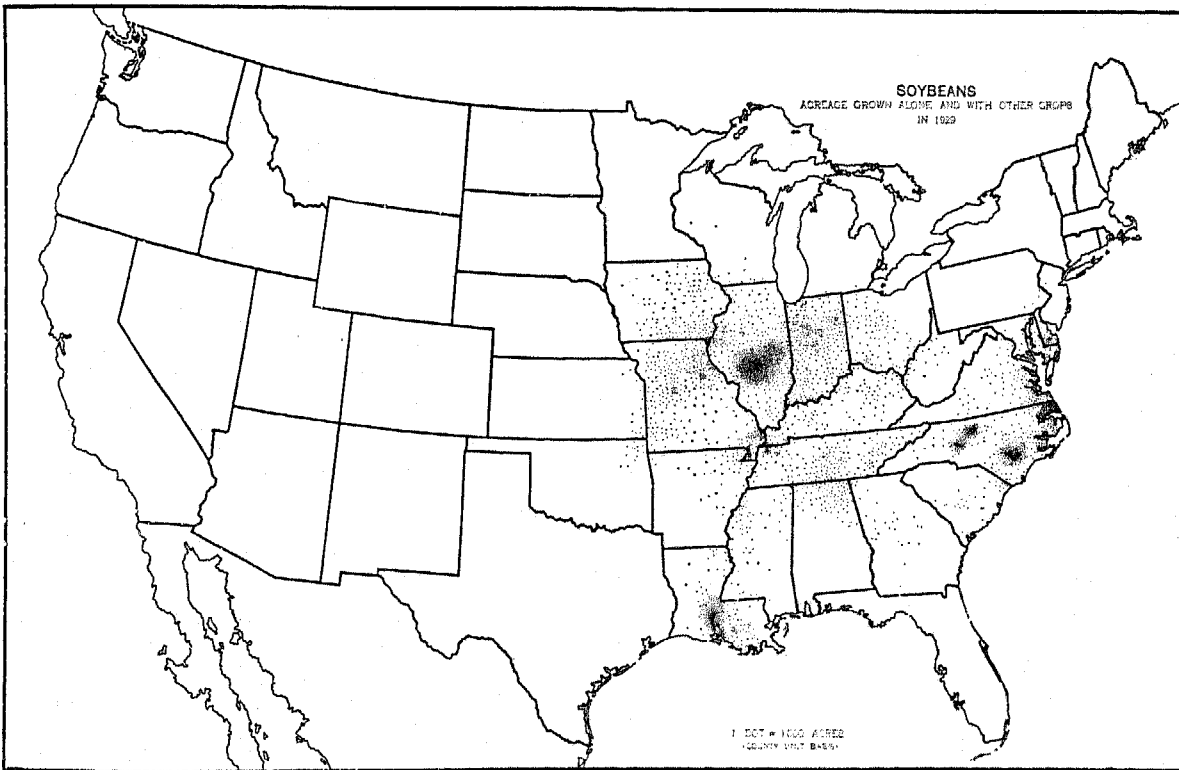 SOYBEANS
ACREAGE GROWN ALONE AND WITH OTHER CROPS
IN 1929
1 DOT = 1000 ACRES
(COUNTY UNIT BASIS)